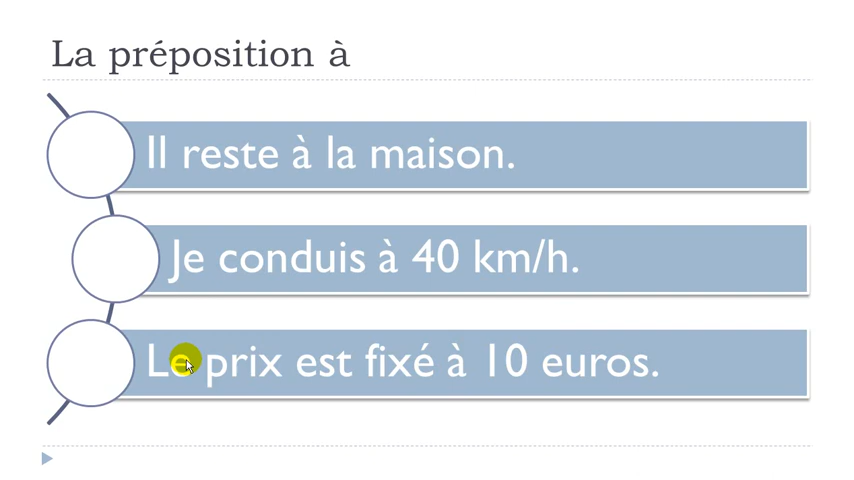 La préposition à
Il reste à la maison.
Je conduis à 40 km/h.
Le prix est fixé à 10 euros.